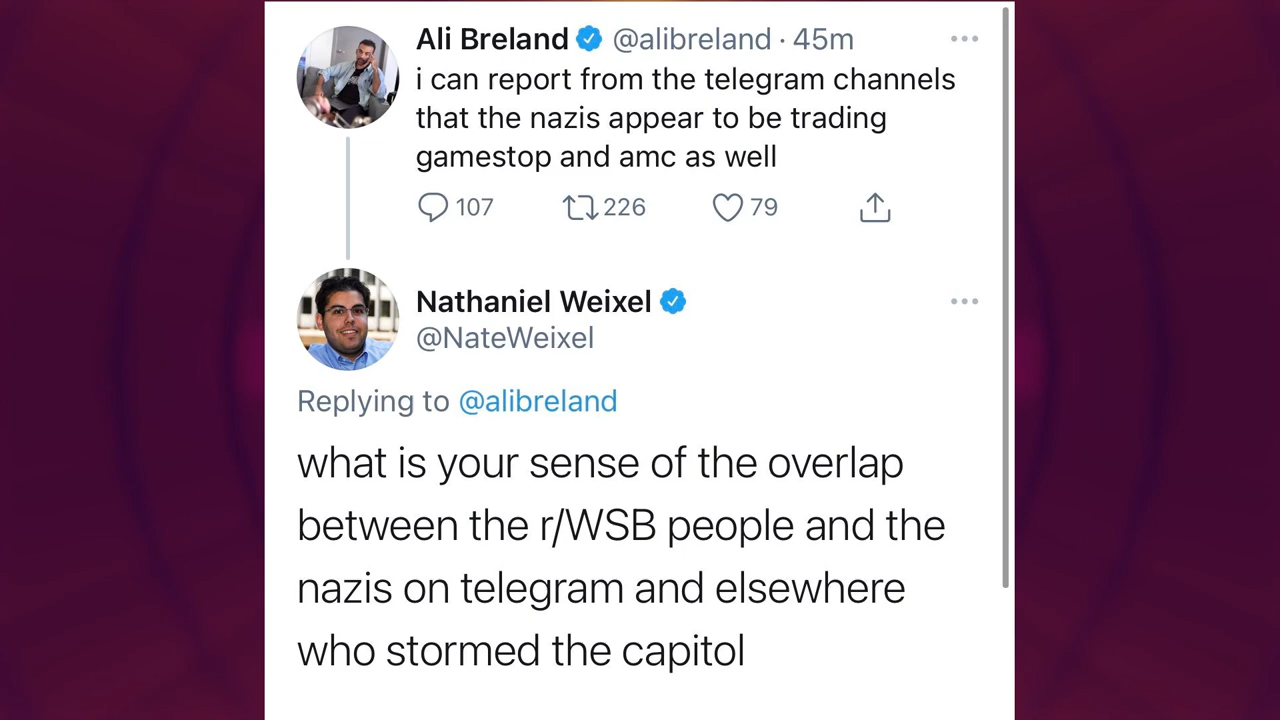 Ali Breland @alibreland · 45m
i can report from the telegram channels
that the nazis appear to be trading
gamestop and amc as well
107 226 79
Nathaniel Weixel
@NateWeixel
Replying to @alibreland
what is your sense of the overlap
between the r/WSB people and the
nazis on telegram and elsewhere
who stormed the capitol